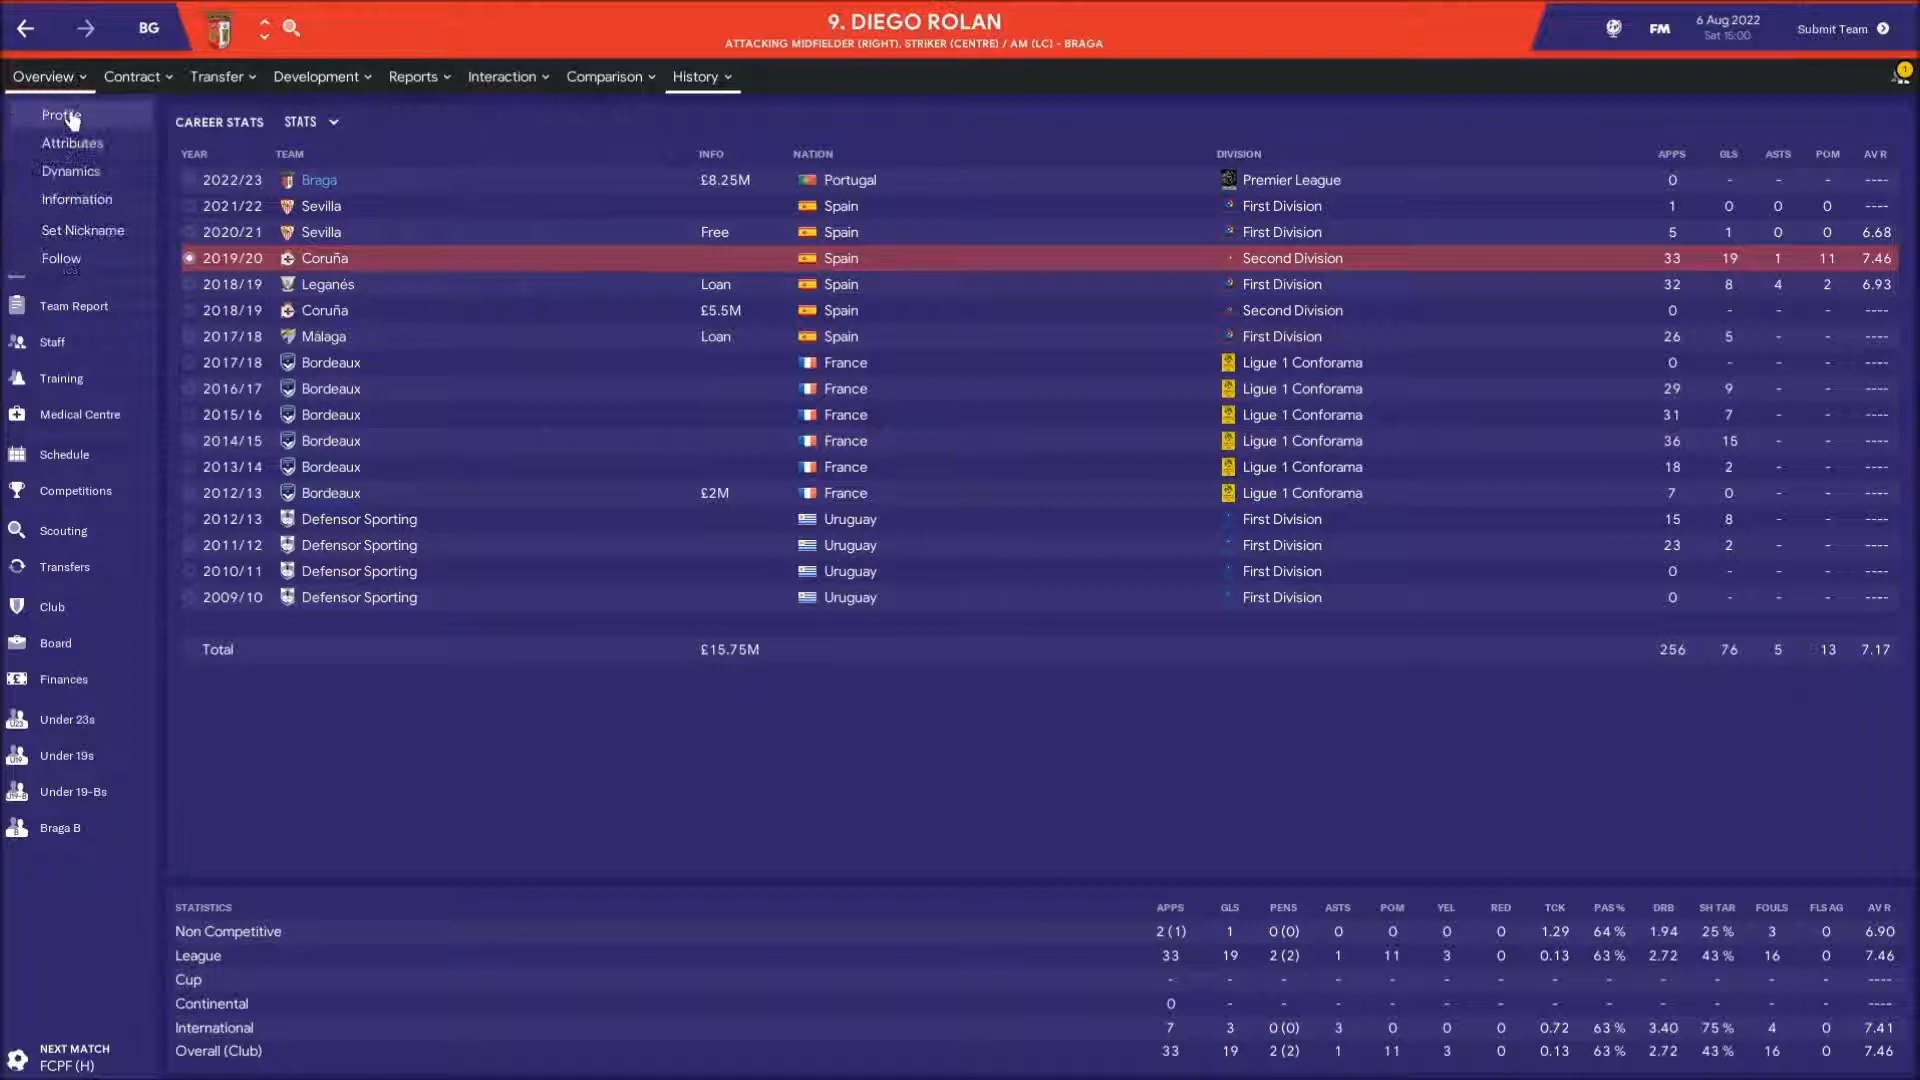 BG
9. DIEGO ROLAN
ATTACKING MIDFIELDER (RIGHT), STRIKER (CENTRE) / AM (LC) - BRAGA
FM
6 Aug 2022
Sat 15:00
Submit Team
Overview Contract Transfer Development Reports Interaction Comparison History
1
Profile
Attributes
Dynamics
Information
Set Nickname
Follow
Team Report
Staff
Training
Medical Centre
Schedule
Competitions
Scouting
Transfers
Club
Board
Finances
Under 23s
Under 19s
Under 19-Bs
Braga B
NEXT MATCH
FCPF (H)
CAREER STATS STATS
YEAR TEAM INFO NATION DIVISION APPS GLS ASTS POM AV R
2022/23 Braga £8.25M Portugal Premier League 0 - - - ----
2021/22 Sevilla Spain First Division 1 0 0 0 ----
2020/21 Sevilla Free Spain First Division 5 1 0 0 6.68
2019/20 Coruña Spain Second Division 33 19 1 11 7.46
2018/19 Leganés Loan Spain First Division 32 8 4 2 6.93
2018/19 Coruña £5.5M Spain Second Division 0 - - - ----
2017/18 Málaga Loan Spain First Division 26 5 - - ----
2017/18 Bordeaux France Ligue 1 Conforama 0 - - - ----
2016/17 Bordeaux France Ligue 1 Conforama 29 9 - - ----
2015/16 Bordeaux France Ligue 1 Conforama 31 7 - - ----
2014/15 Bordeaux France Ligue 1 Conforama 36 15 - - ----
2013/14 Bordeaux France Ligue 1 Conforama 18 2 - - ----
2012/13 Bordeaux £2M France Ligue 1 Conforama 7 0 - - ----
2012/13 Defensor Sporting Uruguay First Division 15 8 - - ----
2011/12 Defensor Sporting Uruguay First Division 23 2 - - ----
2010/11 Defensor Sporting Uruguay First Division 0 - - - ----
2009/10 Defensor Sporting Uruguay First Division 0 - - - ----
Total £15.75M 256 76 5 13 7.17
STATISTICS APPS GLS PENS ASTS POM YEL RED TCK PAS % DRB SH TAR FOULS FLS AG AV R
Non Competitive 2 (1) 1 0 (0) 0 0 0 0 1.29 64 % 1.94 25 % 3 0 6.90
League 33 19 2 (2) 1 11 3 0 0.13 63 % 2.72 43 % 16 0 7.46
Cup - - - - - - - - - - - - - ----
Continental 0 - - - - - - - - - - - - ----
International 7 3 0 (0) 3 0 0 0 0.72 63 % 3.40 75 % 4 0 7.41
Overall (Club) 33 19 2 (2) 1 11 3 0 0.13 63 % 2.72 43 % 16 0 7.46